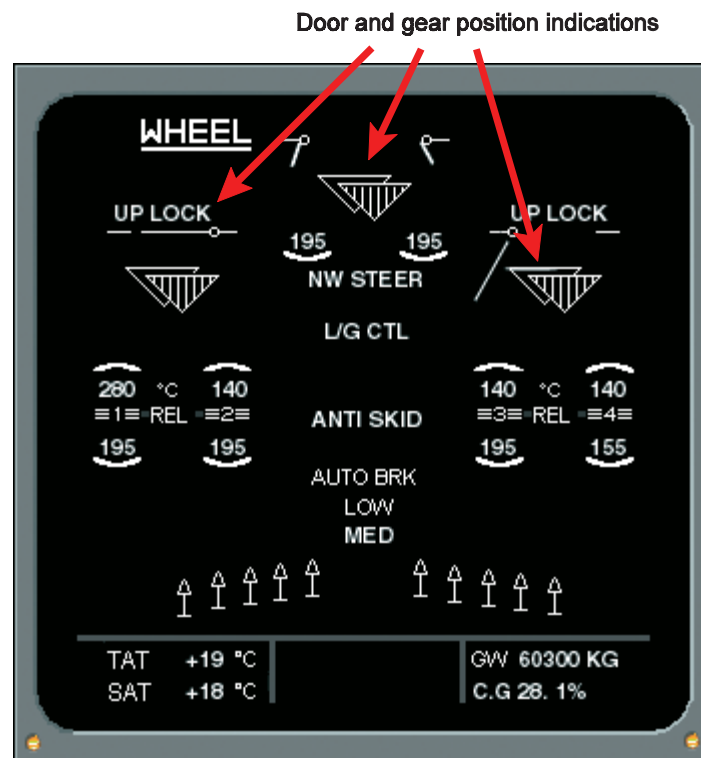 Door and gear position indications
WHEEL
UP LOCK UP LOCK
195 195
NW STEER
L/G CTL
280 °C 140 140 °C 140
1 REL 2 ANTI SKID 3 REL 4
195 195 195 155
AUTO BRK
LOW
MED
TAT +19 °C GW 60300 KG
SAT +18 °C C.G 28. 1%